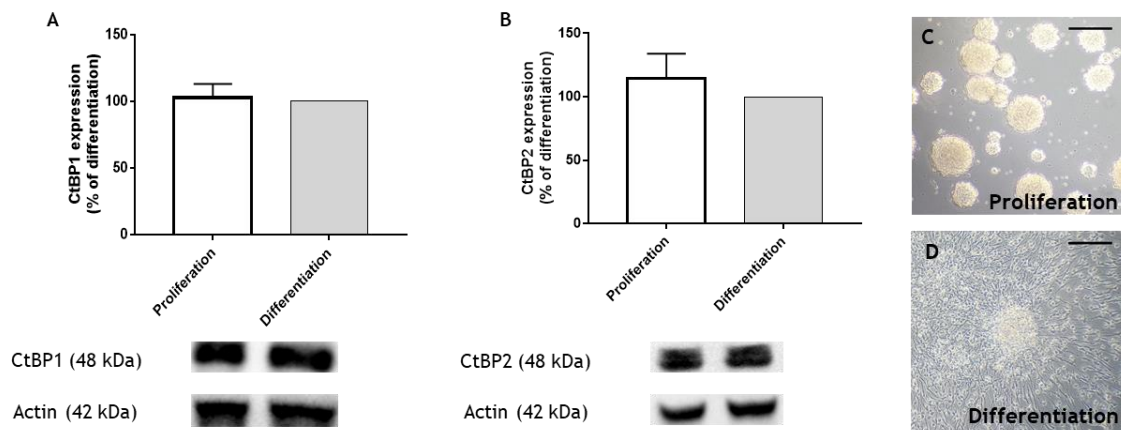 A
CtBP1 expression
(% of differentiation)
150
100
50
0
Proliferation
Differentiation
CtBP1 (48 kDa)
Actin (42 kDa)
B
CtBP2 expression
(% of differentiation)
150
100
50
0
Proliferation
Differentiation
CtBP2 (48 kDa)
Actin (42 kDa)
C
Proliferation
D
Differentiation